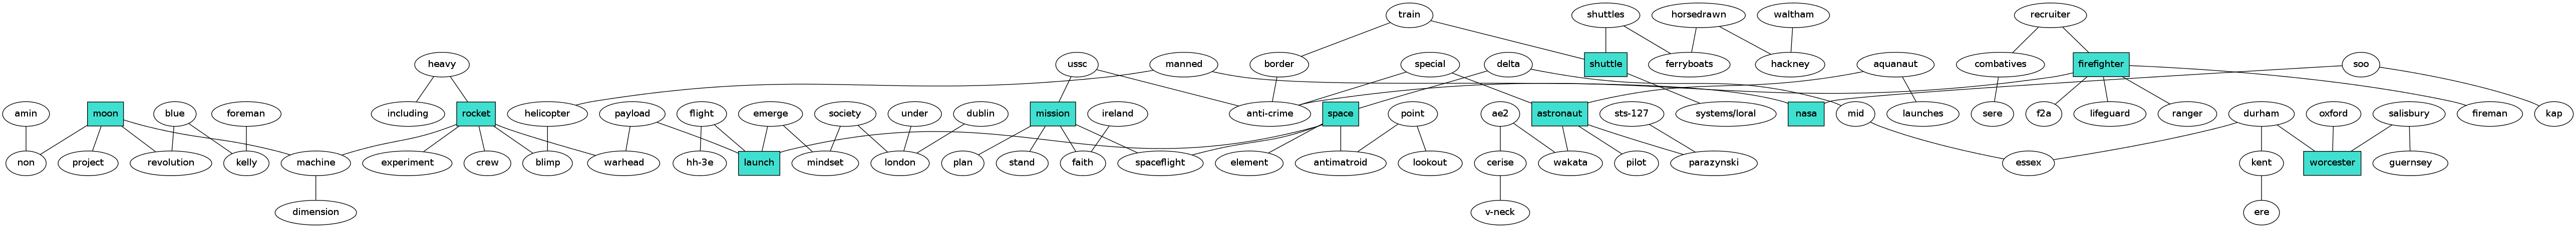 train
shuttles
horsedrawn
waltham
recruiter
heavy
ussc
manned
border
special
delta
shuttle
ferryboats
hackney
aquanaut
combatives
firefighter
soo
amin
moon
blue
foreman
including
rocket
helicopter
payload
flight
emerge
society
under
dublin
mission
ireland
anti-crime
space
point
ae2
astronaut
sts-127
systems/loral
nasa
mid
launches
sere
f2a
lifeguard
ranger
durham
oxford
salisbury
fireman
kap
non
project
revolution
kelly
machine
experiment
crew
blimp
warhead
hh-3e
launch
mindset
london
plan
stand
faith
spaceflight
element
antimatroid
lookout
cerise
wakata
pilot
parazynski
essex
kent
worcester
guernsey
dimension
v-neck
ere